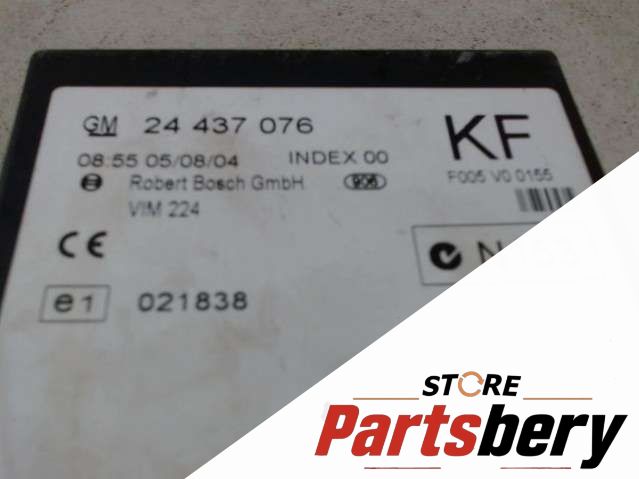 GM 24 437 076
KF
08:55 05/08/04 INDEX 00
F005 V0 0155
Robert Bosch GmbH
VIM 224
CE
e1 021838
STORE
Partsbery